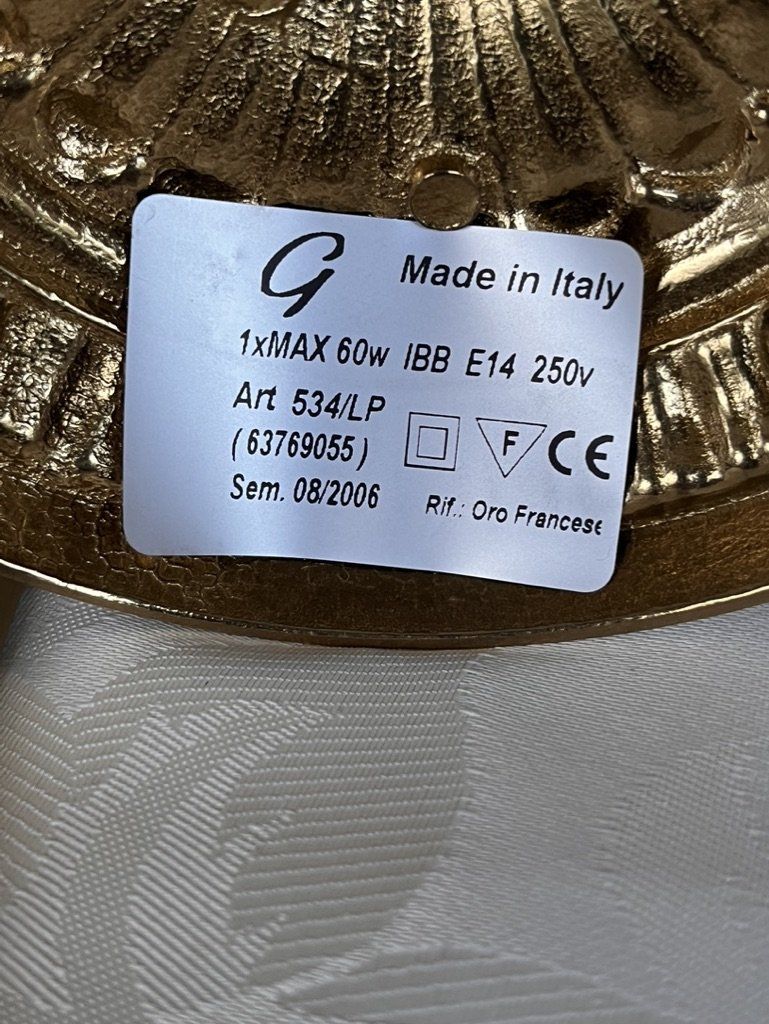 G Made in Italy
1xMAX 60w IBB E14 250v
Art 534/LP
(63769055) F CE
Sem. 08/2006
Rif.: Oro Francese